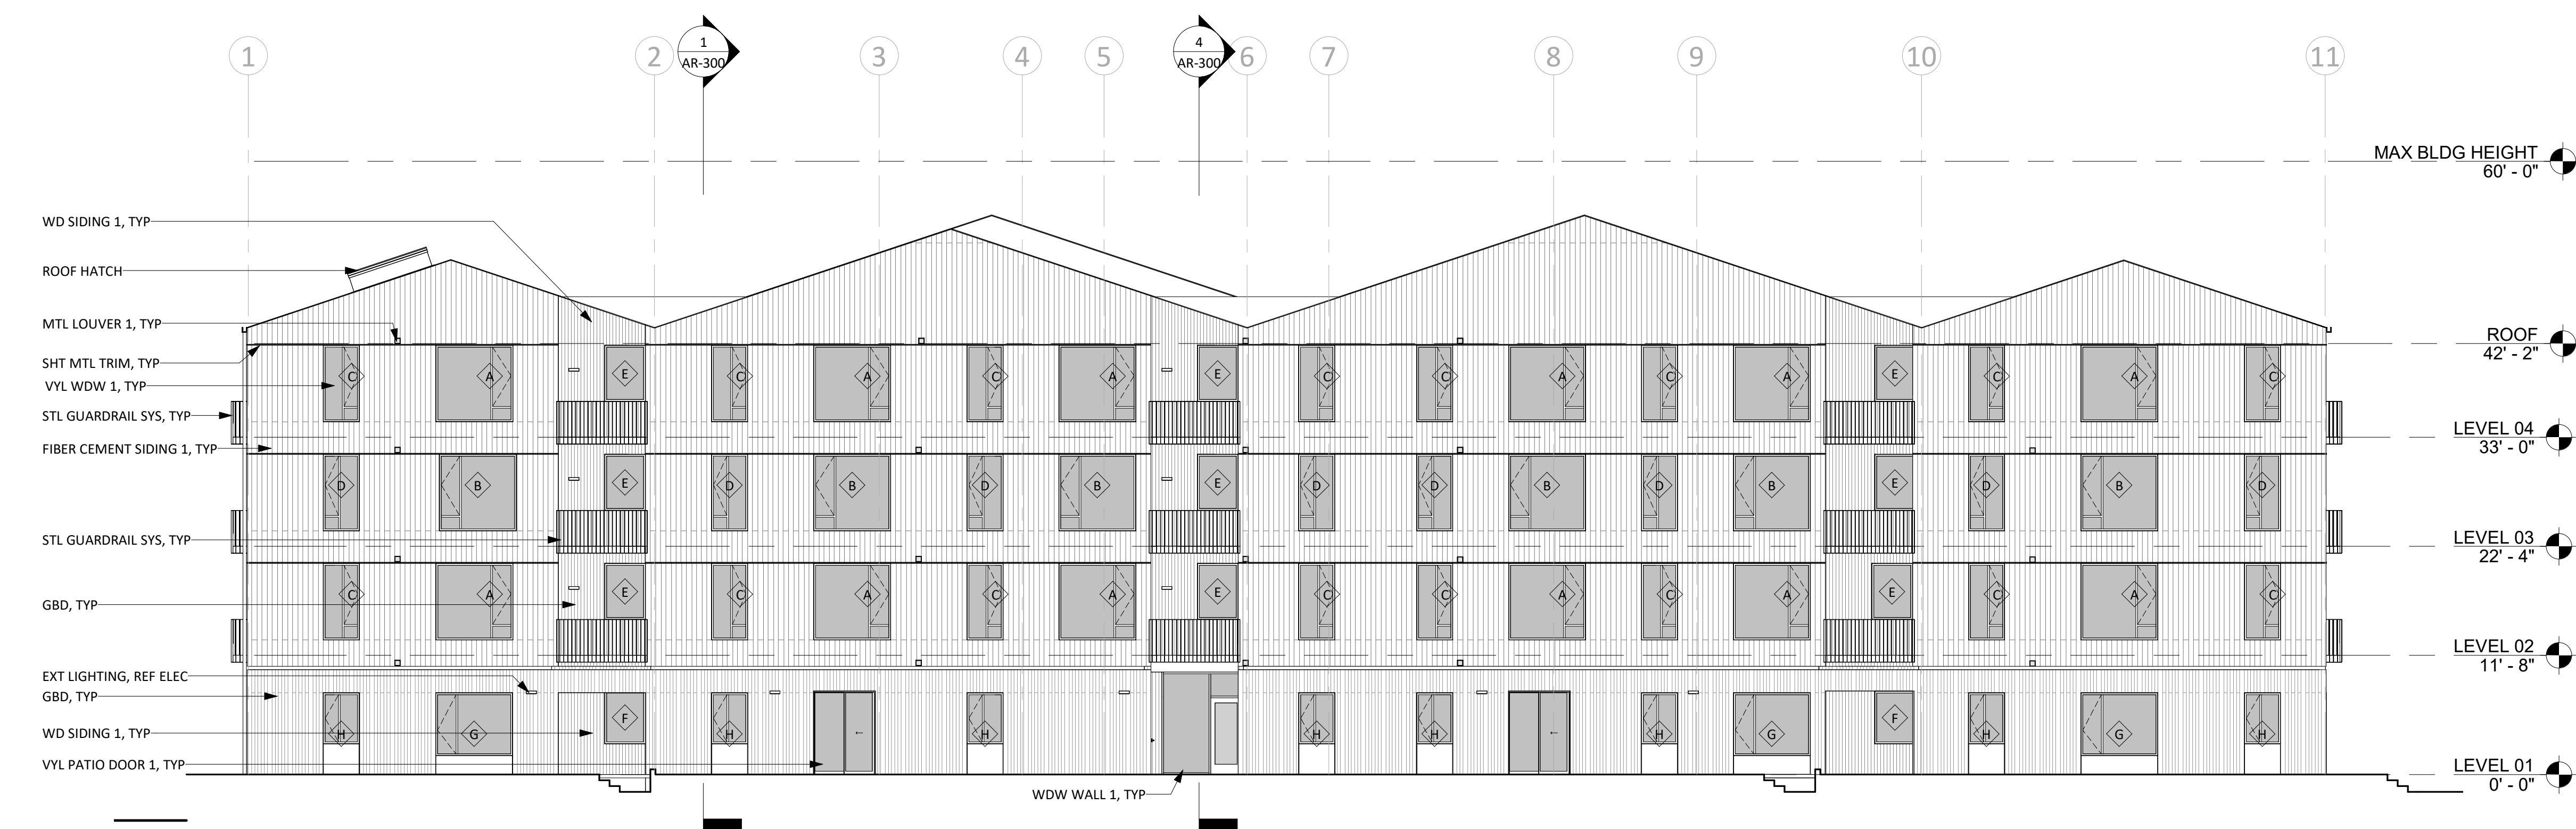 1
2
1
AR-300
3
4
5
4
AR-300
6
7
8
9
10
11
MAX BLDG HEIGHT
60' - 0"
WD SIDING 1, TYP
ROOF HATCH
MTL LOUVER 1, TYP
ROOF
42' - 2"
SHT MTL TRIM, TYP
VYL WDW 1, TYP
C A E C A C A E C C A C A E C A C
STL GUARDRAIL SYS, TYP
LEVEL 04
33' - 0"
FIBER CEMENT SIDING 1, TYP
D B E D B D B E D D B D B E D B D
STL GUARDRAIL SYS, TYP
LEVEL 03
22' - 4"
GBD, TYP
C A E C A C A E C C A C A E C A C
LEVEL 02
11' - 8"
EXT LIGHTING, REF ELEC
GBD, TYP
F F
WD SIDING 1, TYP
H G H H H H H G H G H
VYL PATIO DOOR 1, TYP
LEVEL 01
0' - 0"
WDW WALL 1, TYP